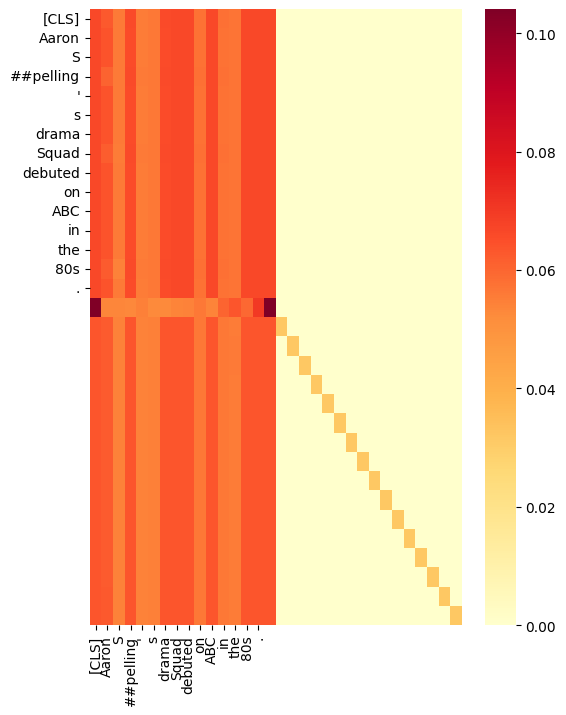 [CLS]
Aaron
S
##pelling
'
s
drama
Squad
debuted
on
ABC
in
the
80s
.
0.10
0.08
0.06
0.04
0.02
0.00
[CLS]
Aaron
S
##pelling
'
s
drama
Squad
debuted
on
ABC
in
the
80s
.